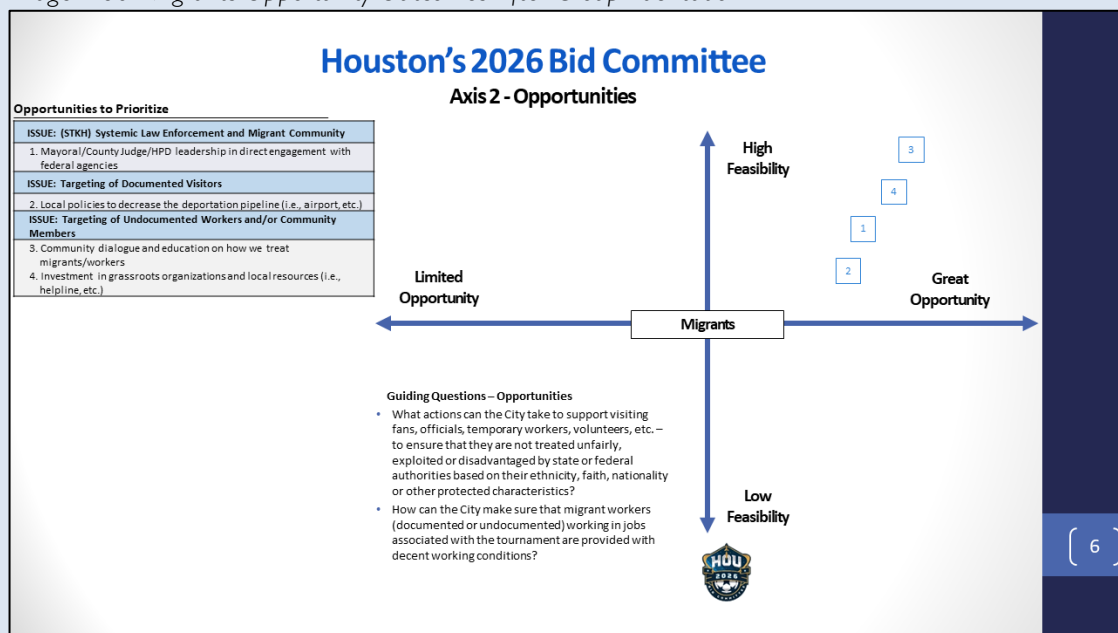 Houston's 2026 Bid Committee
Axis 2 - Opportunities
Opportunities to Prioritize
ISSUE: (STKH) Systemic Law Enforcement and Migrant Community
1. Mayoral/County Judge/HPD leadership in direct engagement with
federal agencies
ISSUE: Targeting of Documented Visitors
2. Local policies to decrease the deportation pipeline (i.e., airport, etc.)
ISSUE: Targeting of Undocumented Workers and/or Community
Members
3. Community dialogue and education on how we treat
migrants/workers
4. Investment in grassroots organizations and local resources (i.e.,
helpline, etc.)
High
Feasibility
3
4
1
2
Limited
Opportunity
Great
Opportunity
Migrants
Guiding Questions – Opportunities
• What actions can the City take to support visiting
fans, officials, temporary workers, volunteers, etc. –
to ensure that they are not treated unfairly,
exploited or disadvantaged by state or federal
authorities based on their ethnicity, faith, nationality
or other protected characteristics?
• How can the City make sure that migrant workers
(documented or undocumented) working in jobs
associated with the tournament are provided with
decent working conditions?
Low
Feasibility
HOU
2026
6